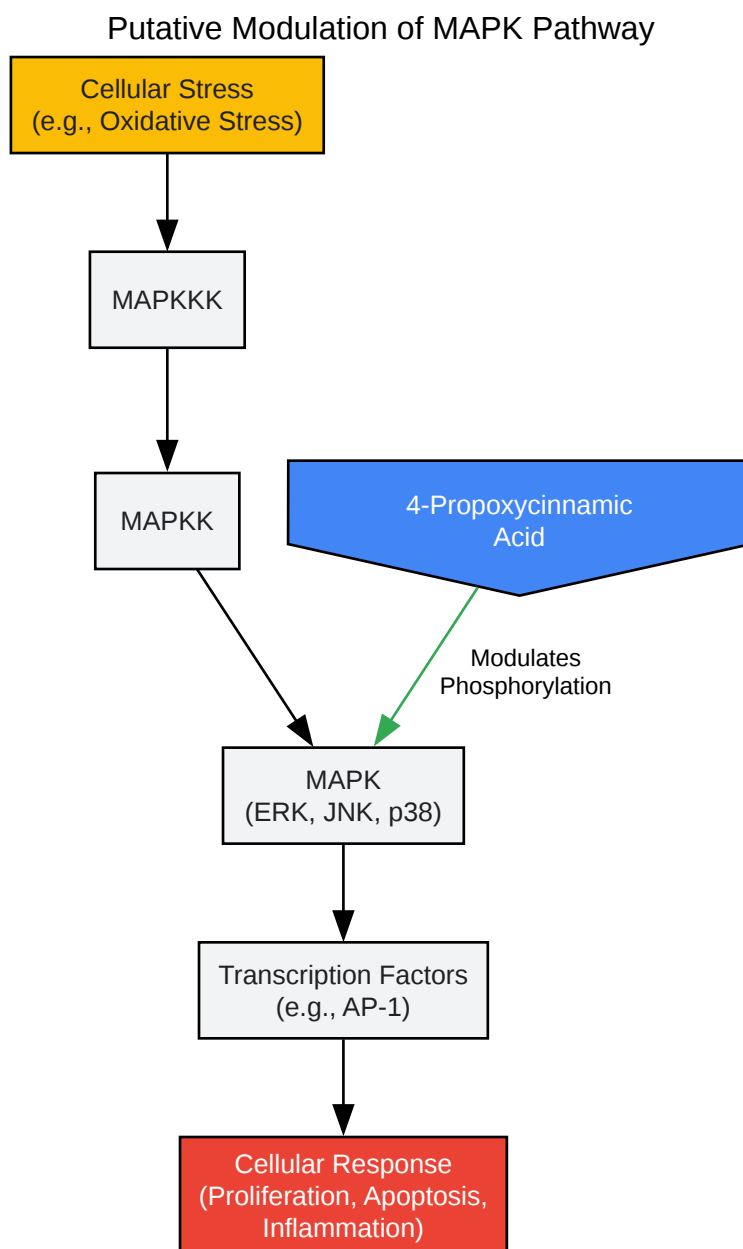 Putative Modulation of MAPK Pathway
Cellular Stress
(e.g., Oxidative Stress)
MAPKKK
MAPKK
4-Propoxycinnamic
Acid
Modulates
Phosphorylation
MAPK
(ERK, JNK, p38)
Transcription Factors
(e.g., AP-1)
Cellular Response
(Proliferation, Apoptosis,
Inflammation)